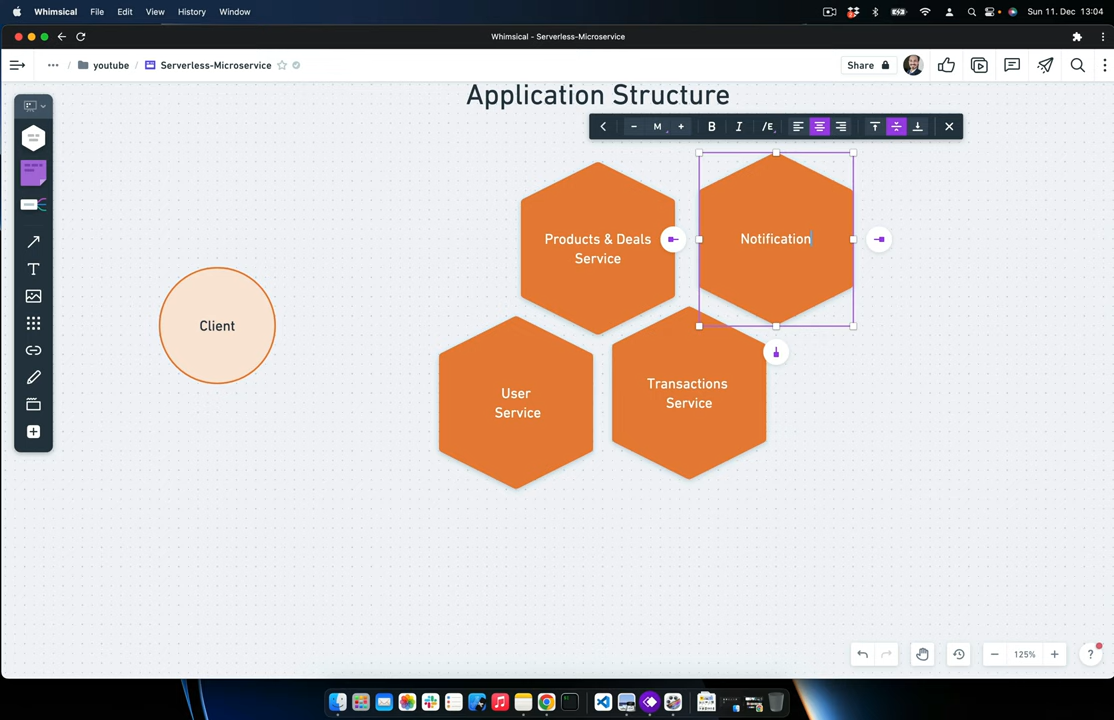 Whimsical File Edit View History Window
Sun 11. Dec 13:04
Whimsical - Serverless-Microservice
youtube / Serverless-Microservice
Share
Application Structure
M
B I /E
Products & Deals
Service
Notification
Client
User
Service
Transactions
Service
125%
?